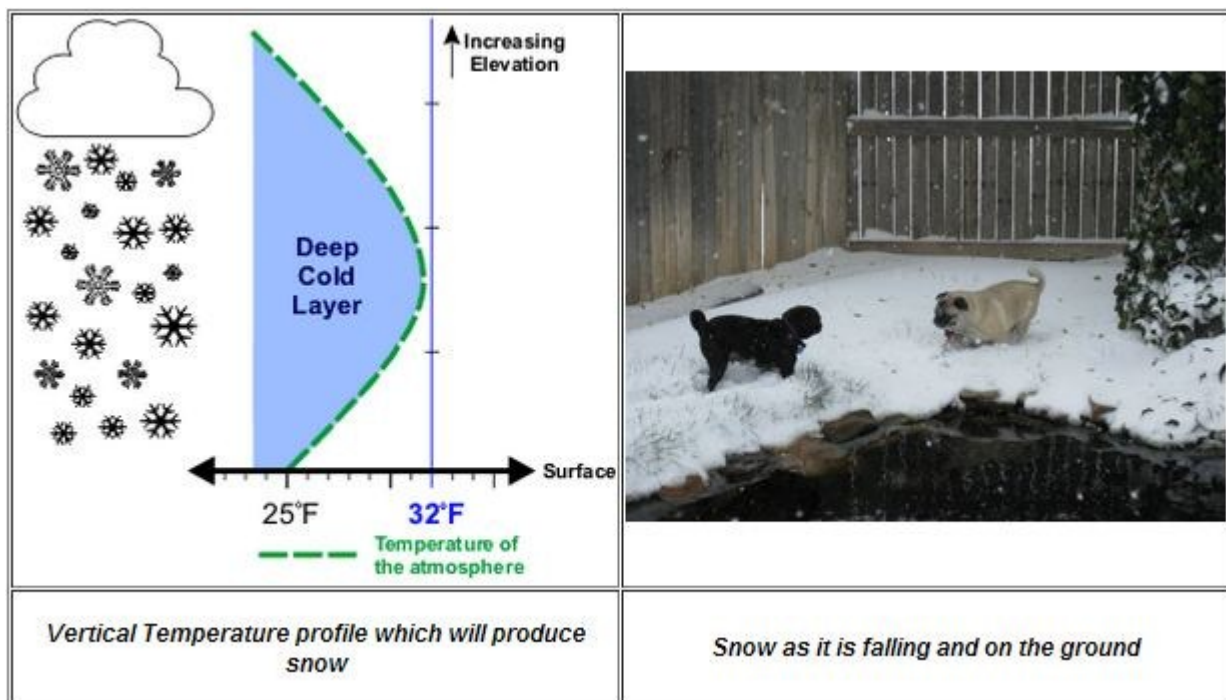 Increasing
Elevation
Deep
Cold
Layer
Surface
25°F
32°F
Temperature of
the atmosphere
Vertical Temperature profile which will produce
snow
Snow as it is falling and on the ground